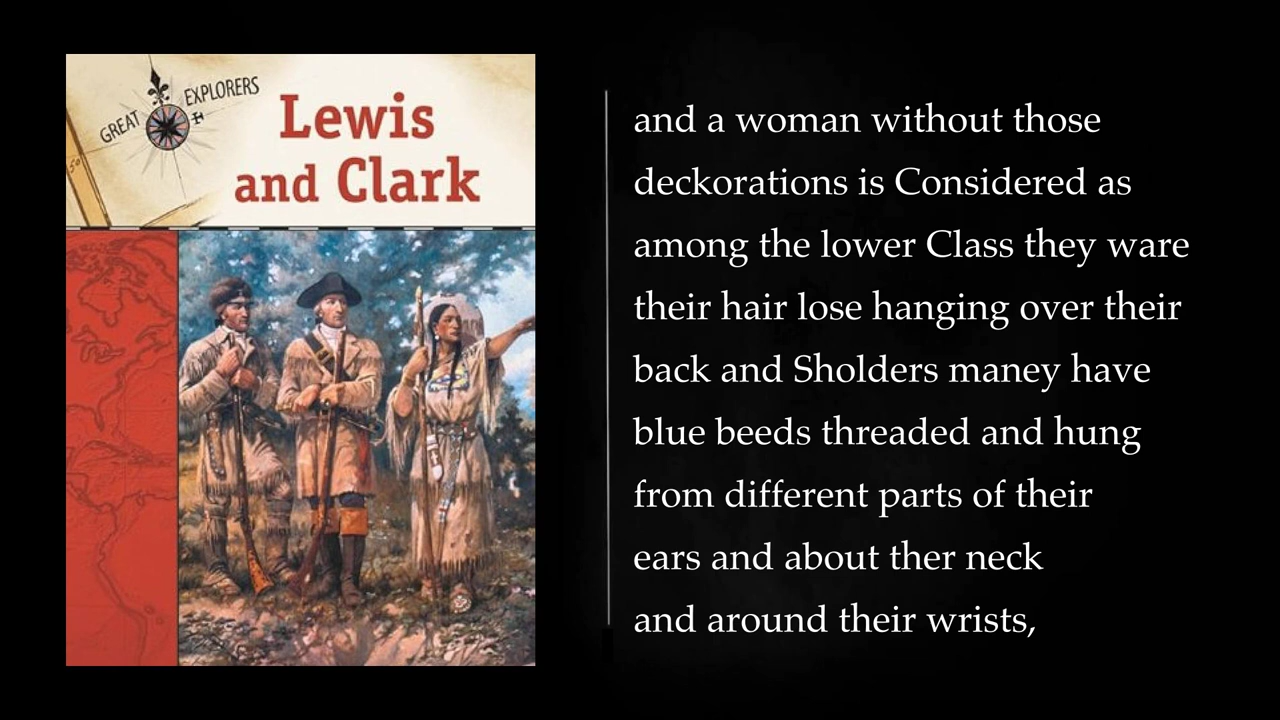 GREAT EXPLORERS
Lewis
and Clark
and a woman without those
deckorations is Considered as
among the lower Class they ware
their hair lose hanging over their
back and Sholders maney have
blue beeds threaded and hung
from different parts of their
ears and about ther neck
and around their wrists,